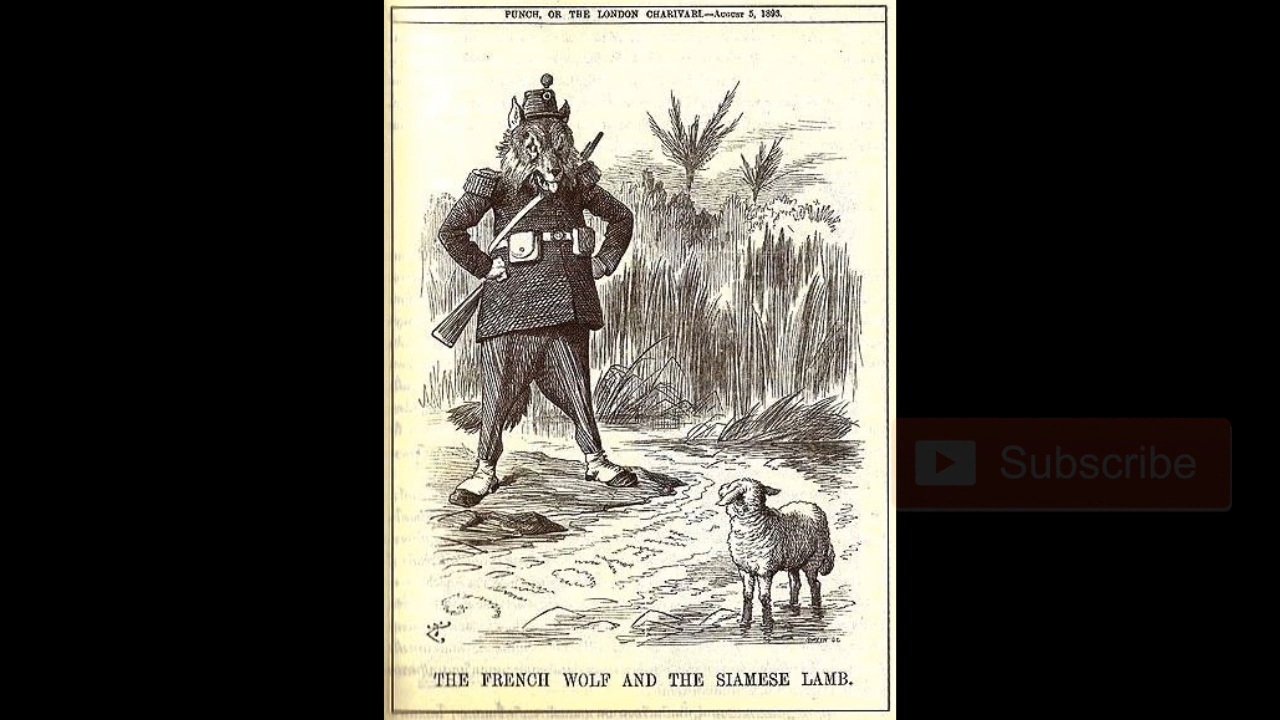 PUNCH, OR THE LONDON CHARIVARI.—August 5, 1893.
Subscribe
THE FRENCH WOLF AND THE SIAMESE LAMB.